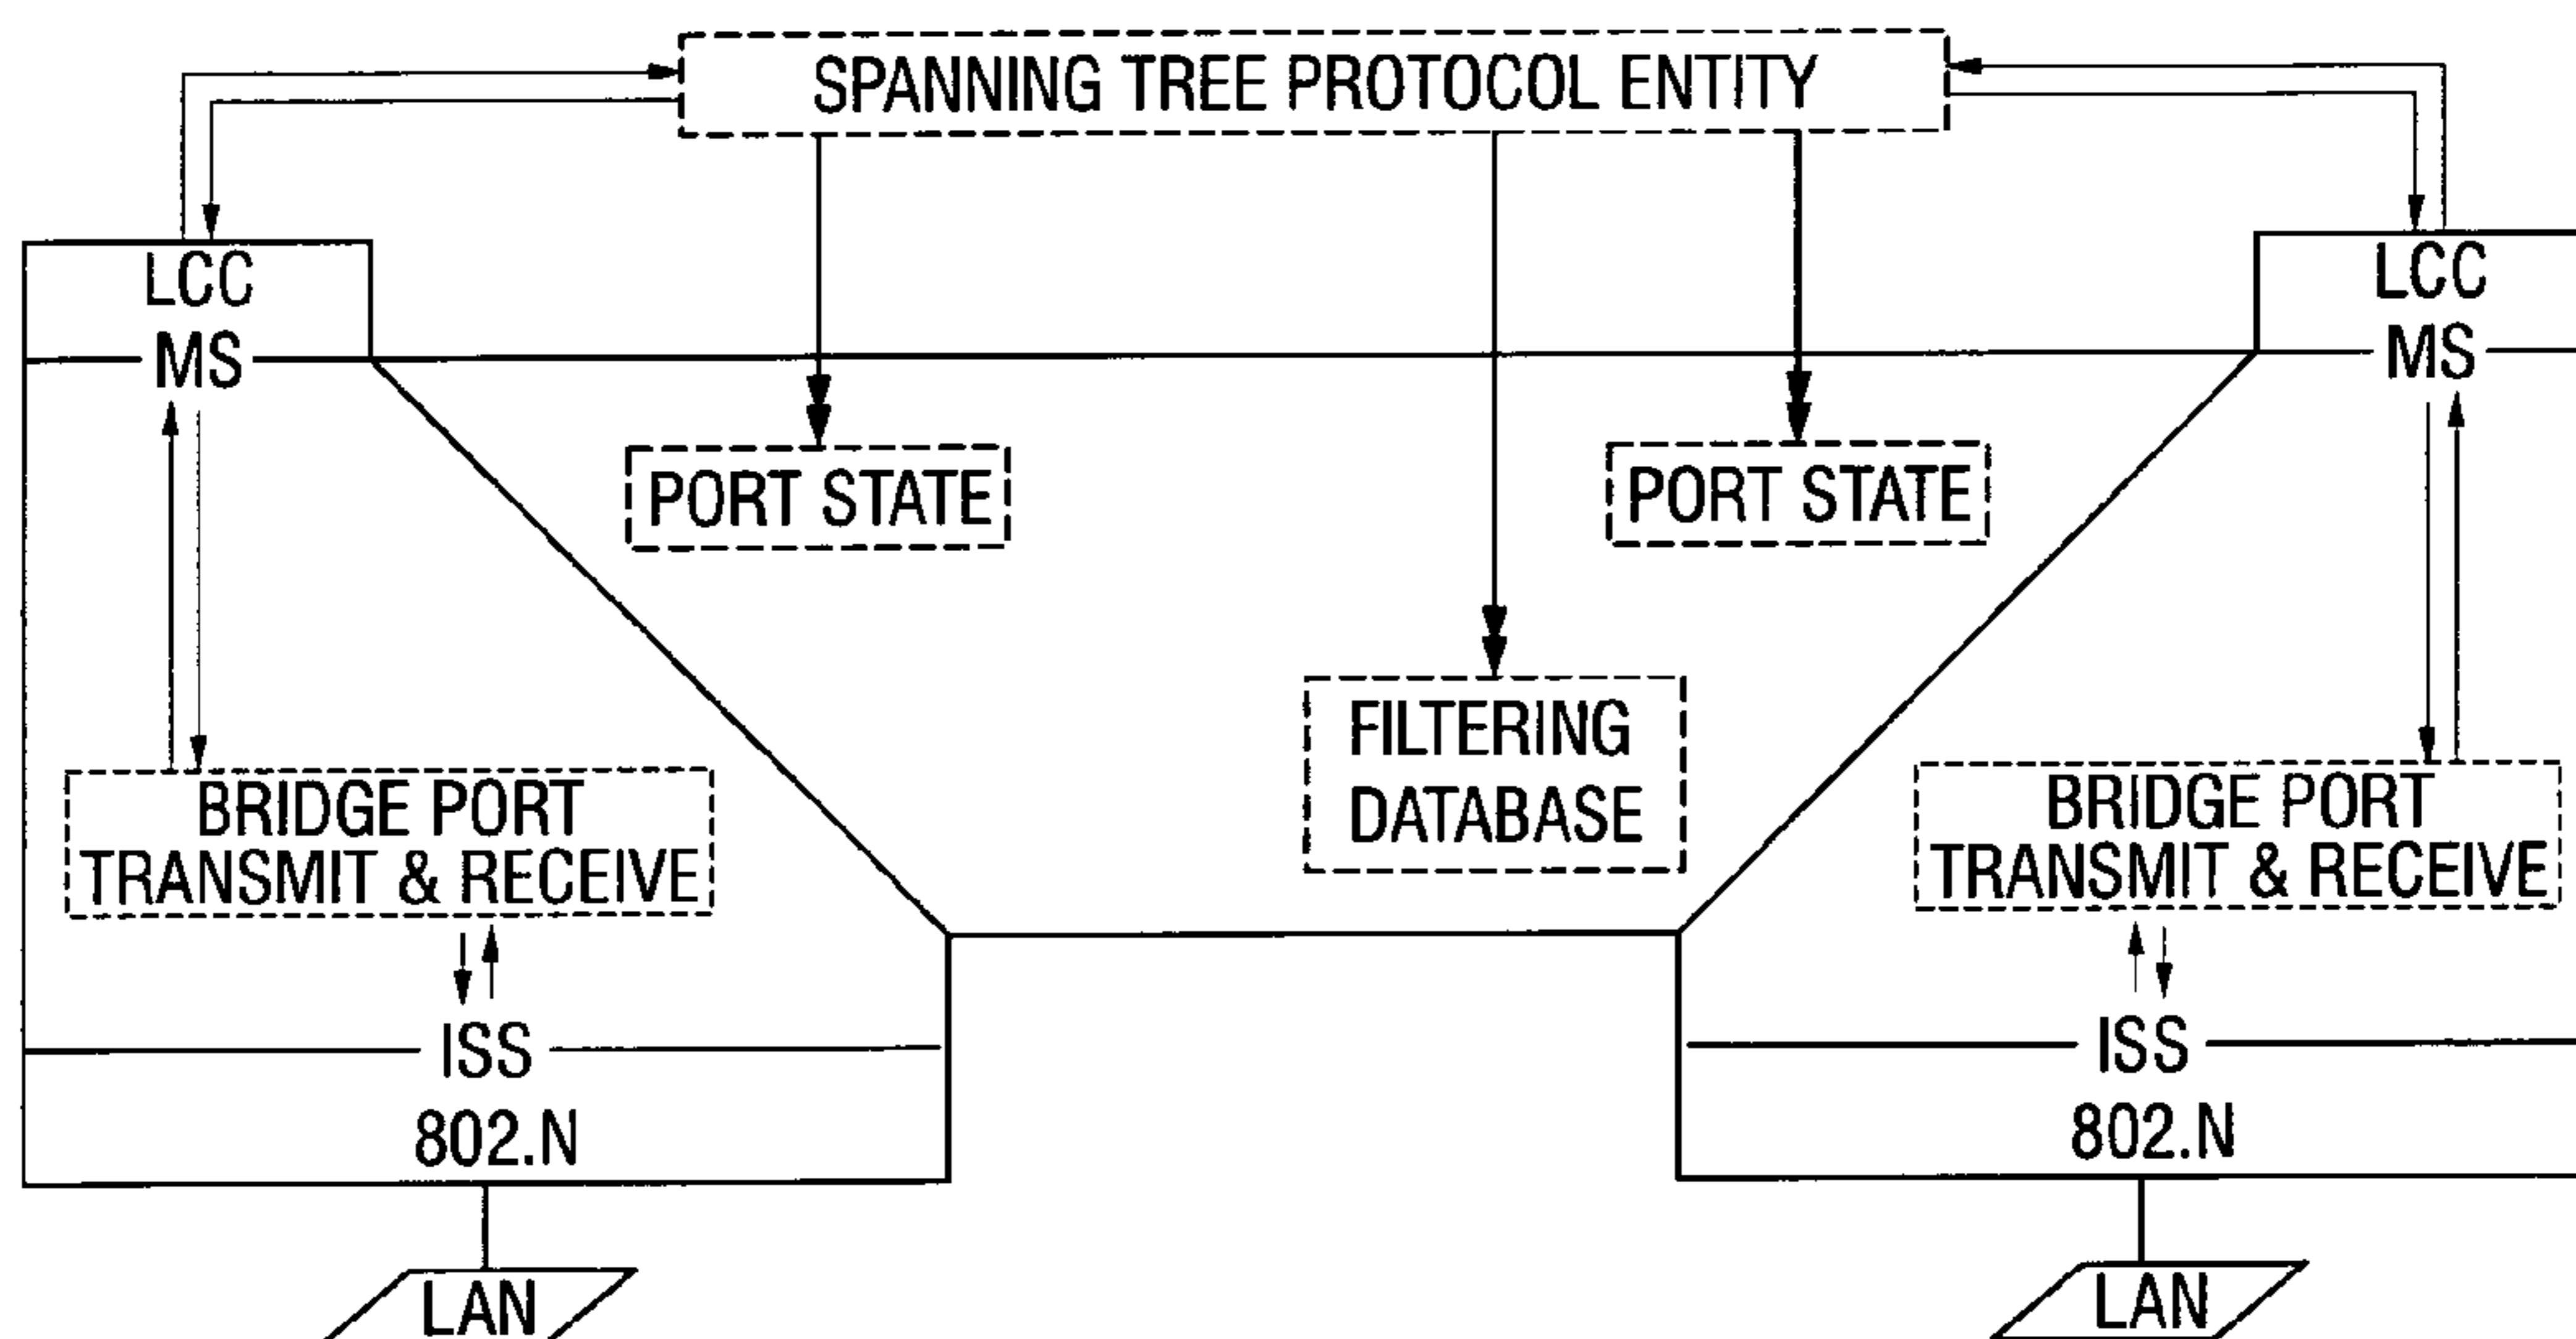 SPANNING TREE PROTOCOL ENTITY
LCC
MS
LCC
MS
PORT STATE
PORT STATE
FILTERING
DATABASE
BRIDGE PORT
TRANSMIT & RECEIVE
BRIDGE PORT
TRANSMIT & RECEIVE
ISS
802.N
ISS
802.N
LAN
LAN